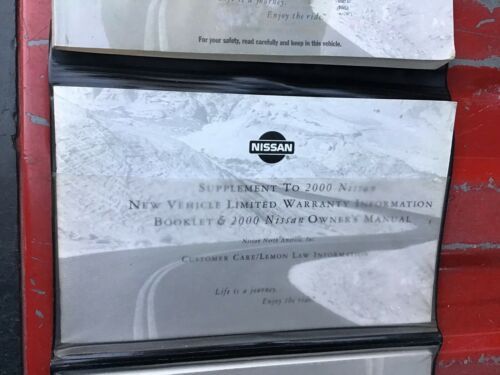 Life is a journey.
Enjoy the ride.™
For your safety, read carefully and keep in this vehicle.
NISSAN
SUPPLEMENT TO 2000 Nissan
NEW VEHICLE LIMITED WARRANTY INFORMATION
BOOKLET & 2000 Nissan OWNER'S MANUAL
Nissan North America, Inc.
CUSTOMER CARE/LEMON LAW INFORMATION
Life is a journey.
Enjoy the ride.™